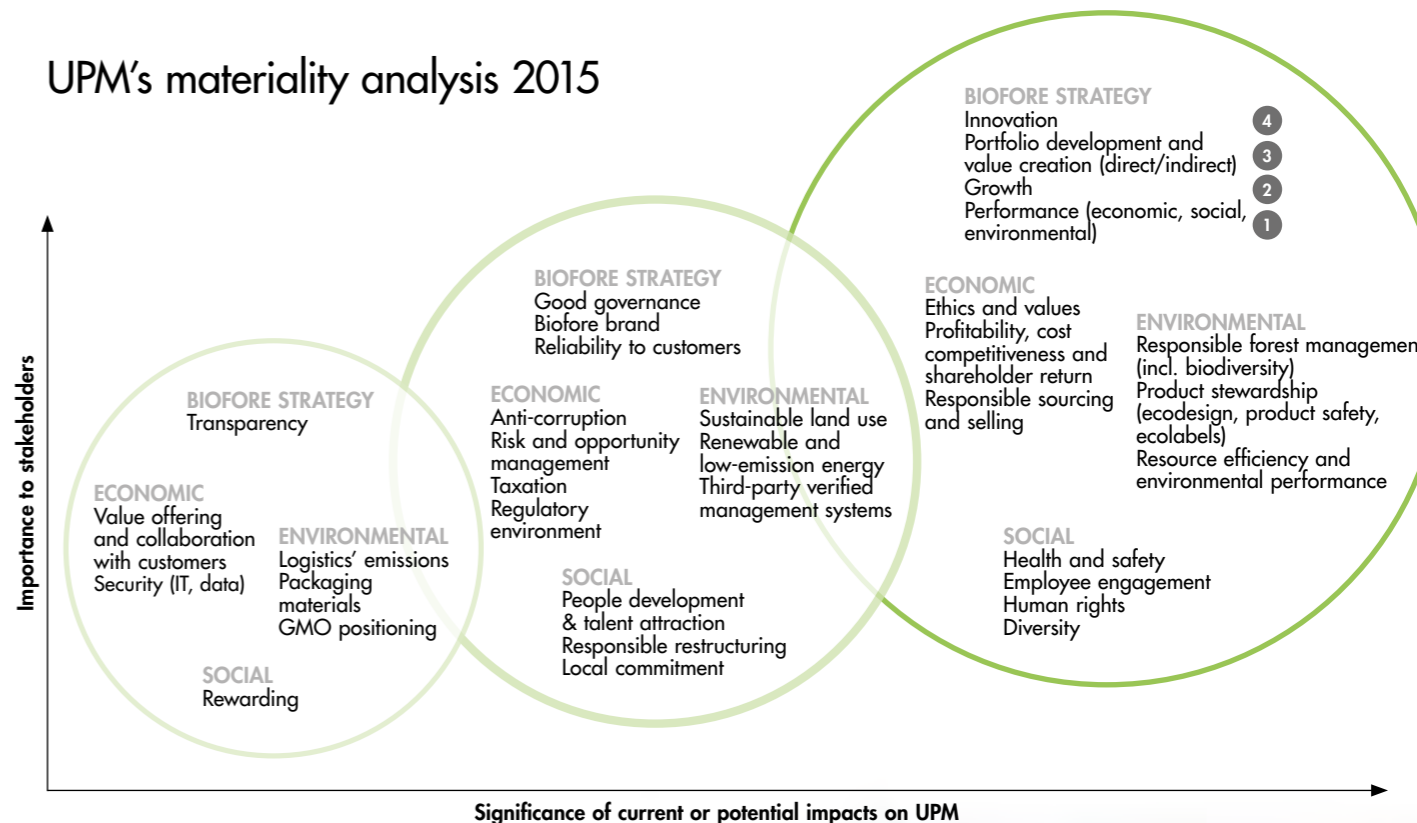 UPM's materiality analysis 2015
BIOFORE STRATEGY
Innovation
4
Portfolio development and
value creation (direct/indirect)
3
Growth
2
Performance (economic, social,
environmental)
1
ECONOMIC
Ethics and values
Profitability, cost
competitiveness and
shareholder return
Responsible sourcing
and selling
ENVIRONMENTAL
Responsible forest managemen
(incl. biodiversity)
Product stewardship
(ecodesign, product safety,
ecolabels)
Resource efficiency and
environmental performance
SOCIAL
Health and safety
Employee engagement
Human rights
Diversity
BIOFORE STRATEGY
Good governance
Biofore brand
Reliability to customers
ECONOMIC
Anti-corruption
Risk and opportunity
management
Taxation
Regulatory
environment
ENVIRONMENTAL
Sustainable land use
Renewable and
low-emission energy
Third-party verified
management systems
SOCIAL
People development
& talent attraction
Responsible restructuring
Local commitment
BIOFORE STRATEGY
Transparency
ECONOMIC
Value offering
and collaboration
with customers
Security (IT, data)
ENVIRONMENTAL
Logistics' emissions
Packaging
materials
GMO positioning
SOCIAL
Rewarding
Importance to stakeholders
Significance of current or potential impacts on UPM